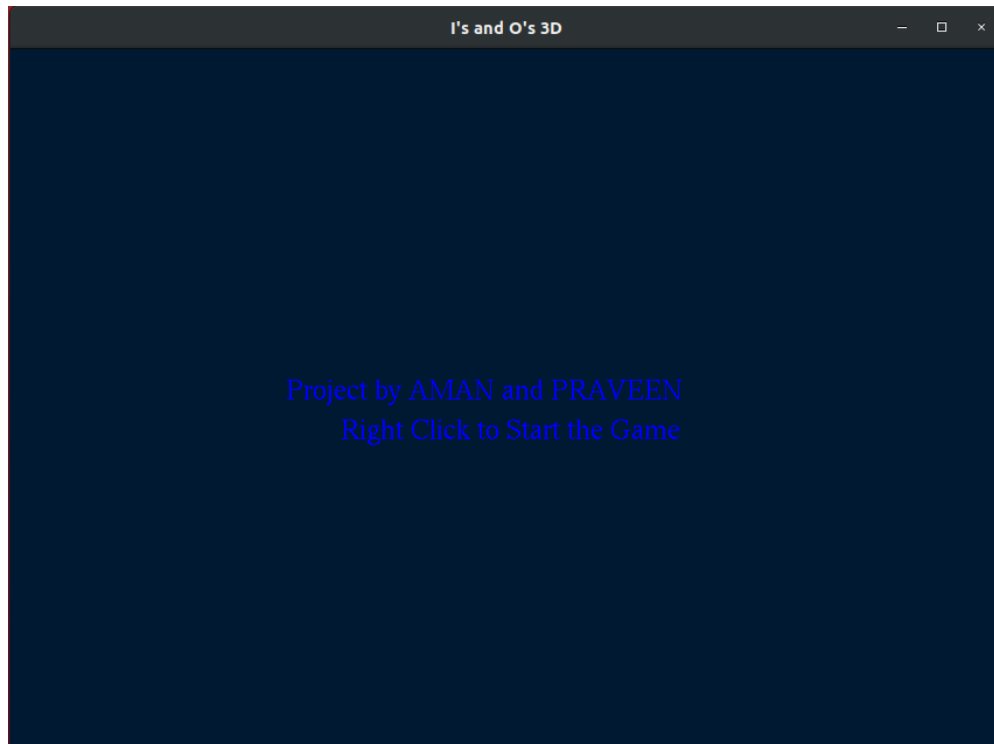 I's and O's 3D
Project by AMAN and PRAVEEN
Right Click to Start the Game